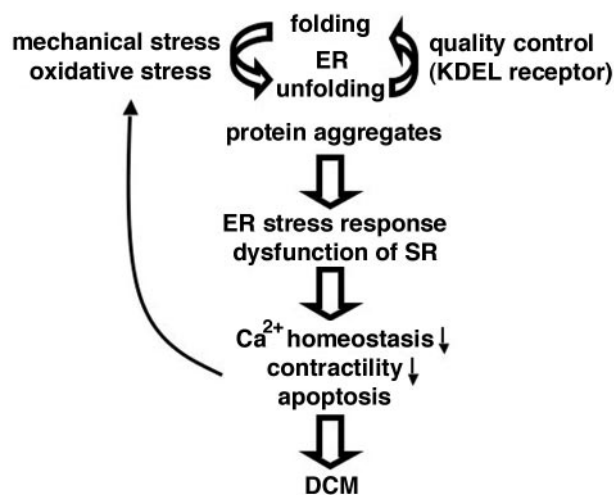 mechanical stress
oxidative stress
folding
ER
unfolding
quality control
(KDEL receptor)
protein aggregates
ER stress response
dysfunction of SR
Ca²⁺ homeostasis↓
contractility↓
apoptosis
DCM